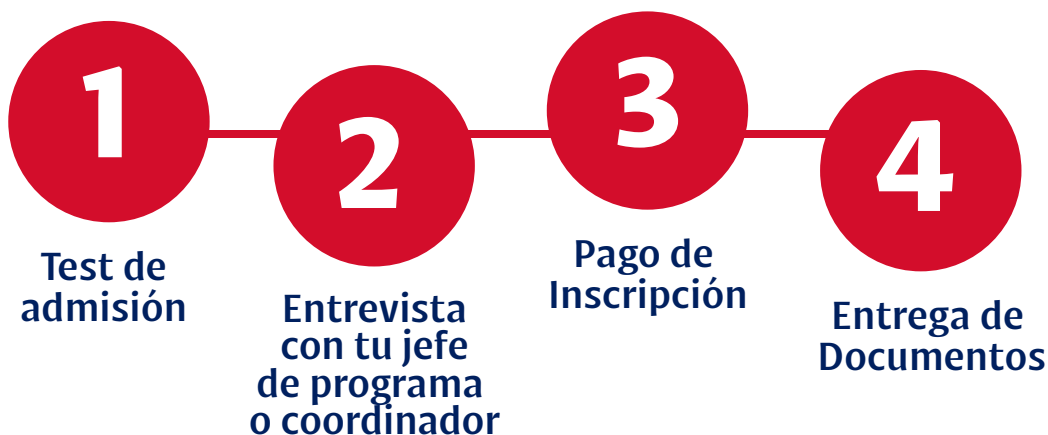 1
Test de
admisión
2
Entrevista
con tu jefe
de programa
o coordinador
3
Pago de
Inscripción
4
Entrega de
Documentos